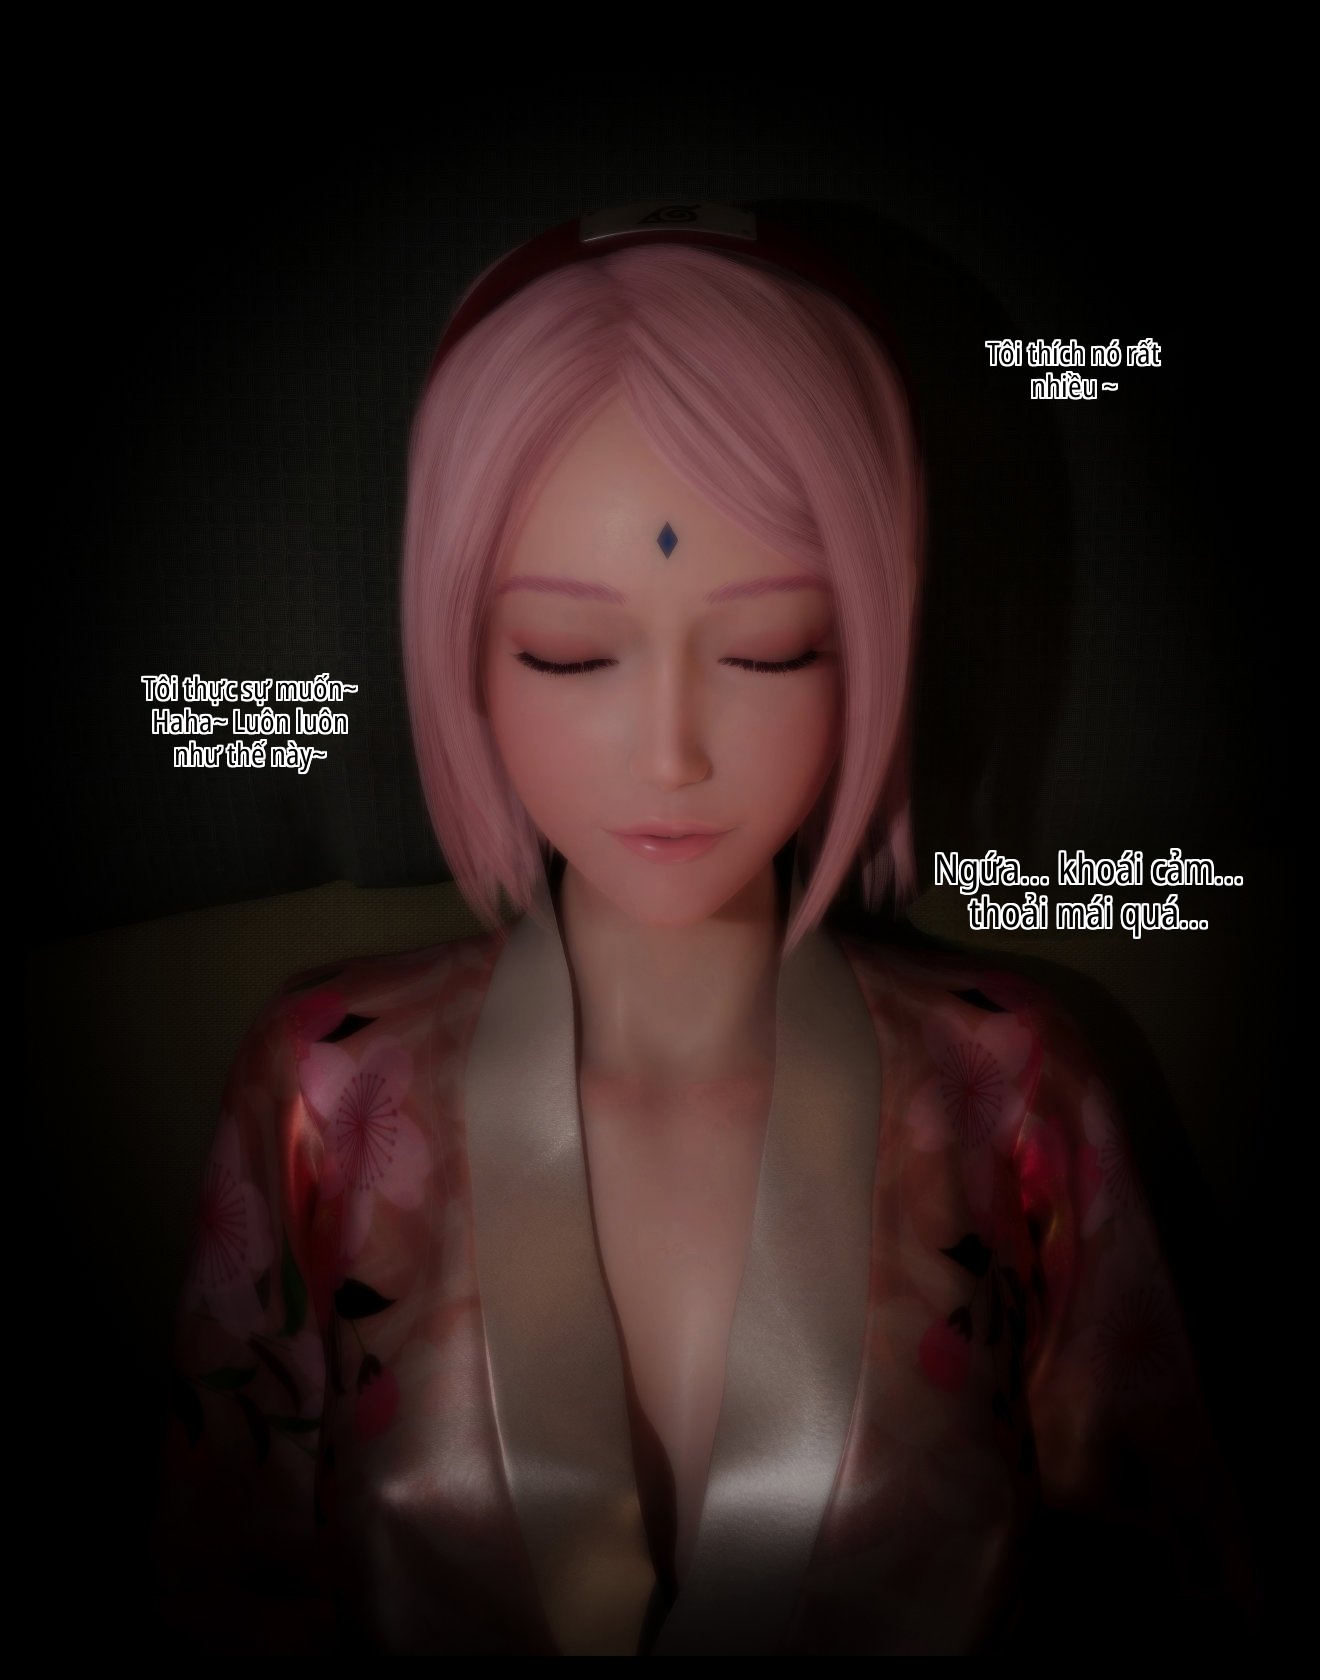 Tôi thích nó rất
nhiều ~
Tôi thực sự muốn~
Haha~ Luôn luôn
như thế này~
Ngứa... khoái cảm...
thoải mái quá...